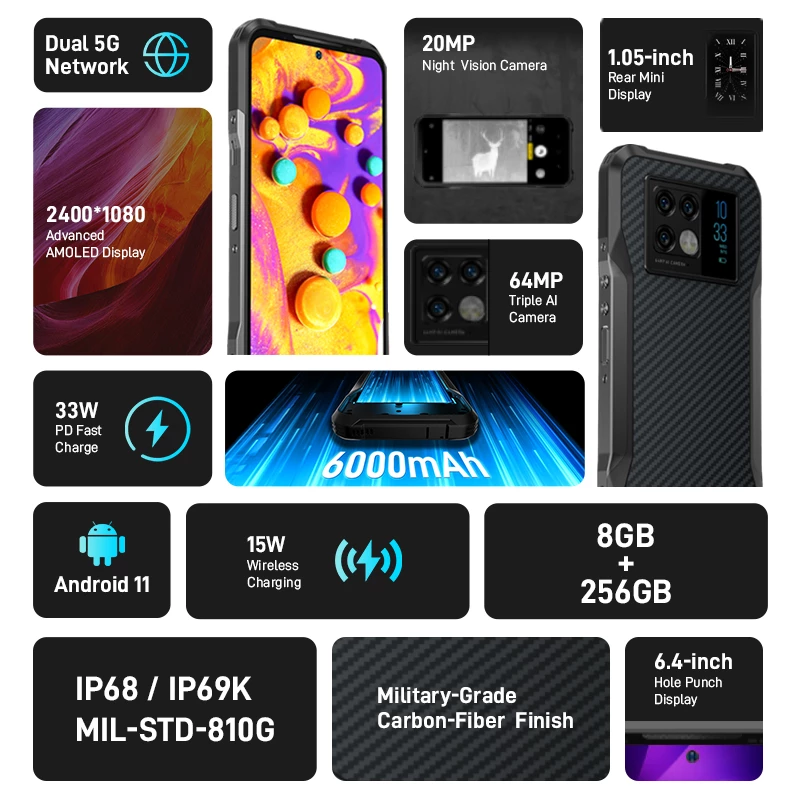 Dual 5G
Network
20MP
Night Vision Camera
1.05-inch
Rear Mini
Display
2400*1080
Advanced
AMOLED Display
10
33
64MP
Triple AI
Camera
33W
PD Fast
Charge
6000mAh
Android 11
15W
Wireless
Charging
8GB
+
256GB
IP68 / IP69K
MIL-STD-810G
Military-Grade
Carbon-Fiber Finish
6.4-inch
Hole Punch
Display